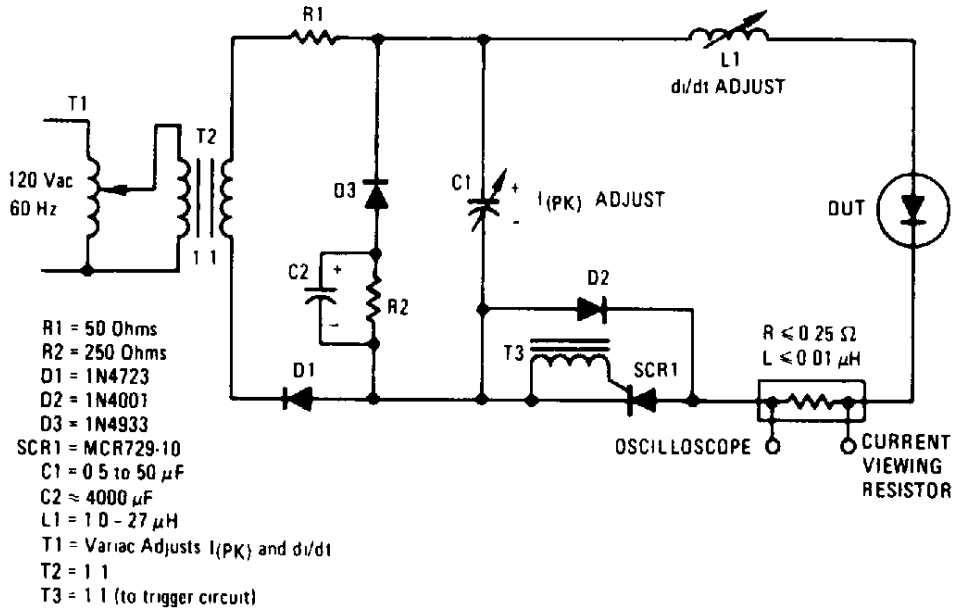 R1
L1
di/dt ADJUST
T1
T2
120 Vac
60 Hz
1 1
D3
C1
+
-
I(PK) ADJUST
DUT
C2
+
-
R2
D2
T3
SCR1
D1
R ≤ 0.25 Ω
L ≤ 0.01 μH
OSCILLOSCOPE
CURRENT
VIEWING
RESISTOR
R1 = 50 Ohms
R2 = 250 Ohms
D1 = 1N4723
D2 = 1N4001
D3 = 1N4933
SCR1 = MCR729-10
C1 = 0 5 to 50 μF
C2 ≈ 4000 μF
L1 = 1 0 - 27 μH
T1 = Variac Adjusts I(PK) and di/dt
T2 = 1 1
T3 = 1 1 (to trigger circuit)